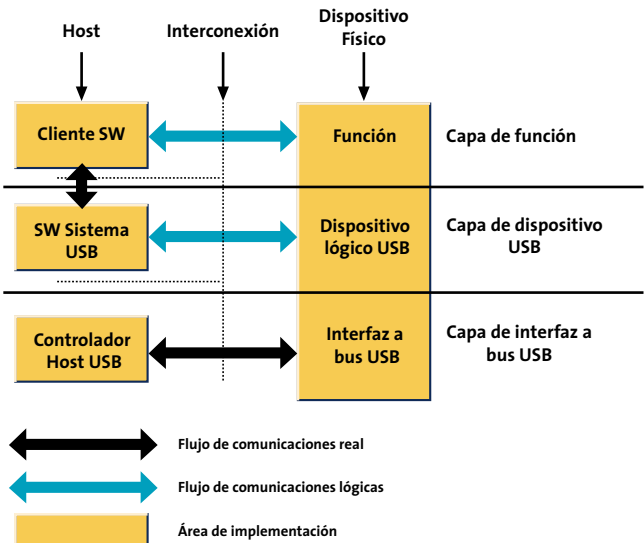 Host
Interconexión
Dispositivo
Físico
Cliente SW
Función
Capa de función
SW Sistema
USB
Dispositivo
lógico USB
Capa de dispositivo
USB
Controlador
Host USB
Interfaz a
bus USB
Capa de interfaz a
bus USB
Flujo de comunicaciones real
Flujo de comunicaciones lógicas
Área de implementación